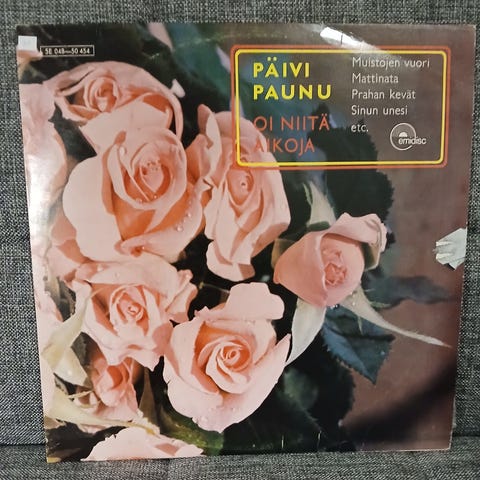 5E 048—50 454
PÄIVI
PAUNU
OI NIITÄ
AIKOJA
Muistojen vuori
Mattinata
Prahan kevät
Sinun unesi
etc.
emidisc